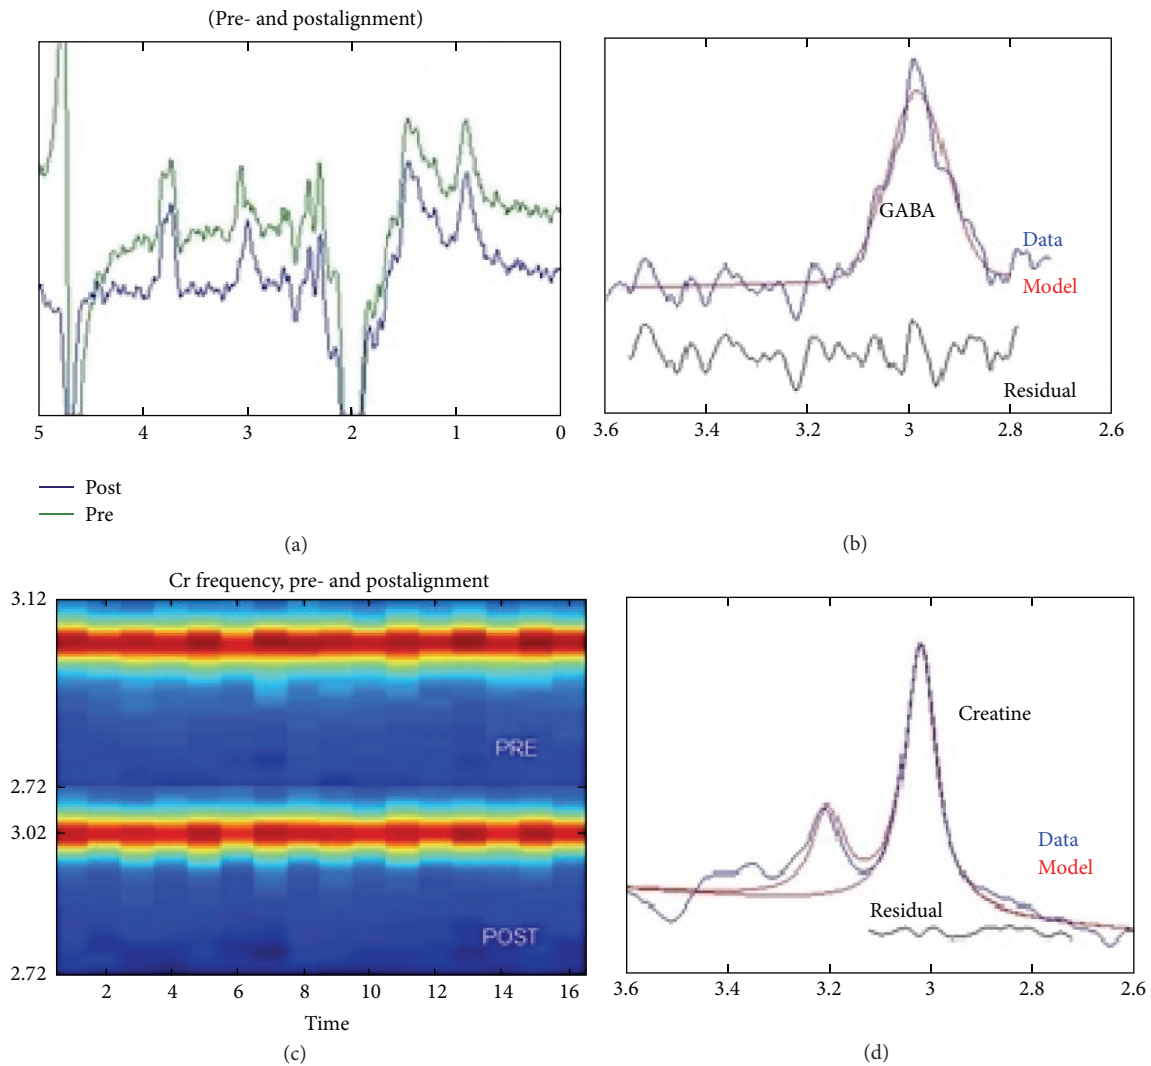 (Pre- and postalignment)
5 4 3 2 1 0
Post
Pre
(a)
GABA
Data
Model
Residual
3.6 3.4 3.2 3 2.8 2.6
(b)
Cr frequency, pre- and postalignment
3.12
PRE
2.72
3.02
POST
2.72
2 4 6 8 10 12 14 16
Time
(c)
Creatine
Data
Model
Residual
3.6 3.4 3.2 3 2.8 2.6
(d)